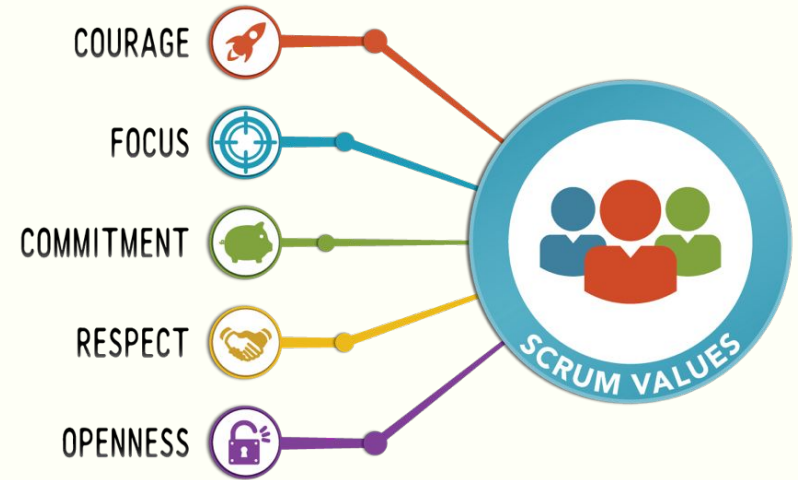 COURAGE
FOCUS
COMMITMENT
RESPECT
OPENNESS
SCRUM VALUES